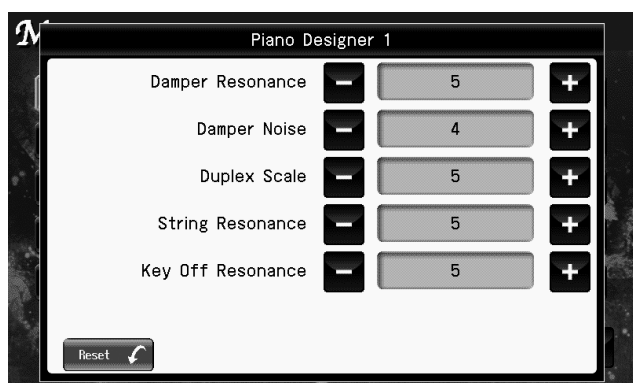 Piano Designer 1
Damper Resonance − 5 +
Damper Noise − 4 +
Duplex Scale − 5 +
String Resonance − 5 +
Key Off Resonance − 5 +
Reset